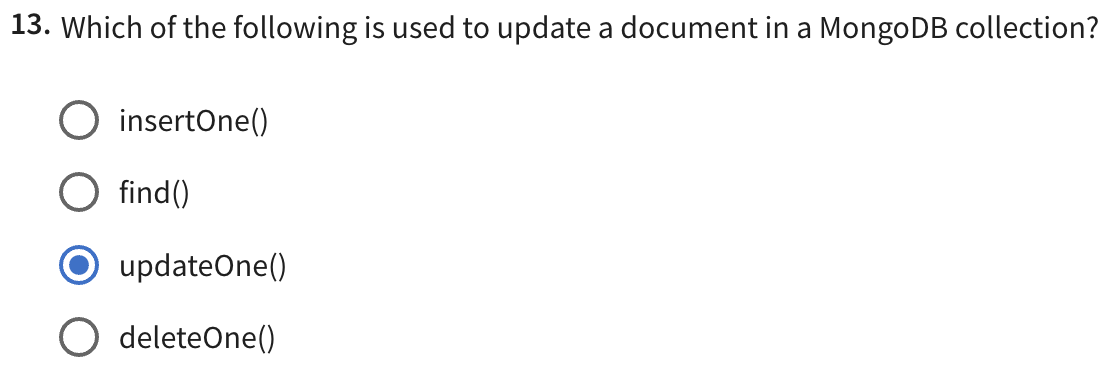 13. Which of the following is used to update a document in a MongoDB collection?
insertOne()
find()
updateOne()
deleteOne()